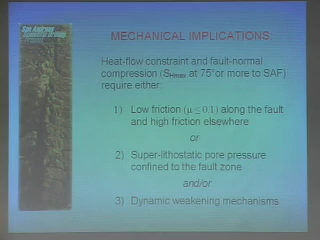 San Andreas
MECHANICAL IMPLICATIONS:
Heat-flow constraint and fault-normal
compression (SHmax at 75° or more to SAF)
require either:
1) Low friction (μ ≤ 0.1) along the fault
and high friction elsewhere
or
2) Super-lithostatic pore pressure
confined to the fault zone
and/or
3) Dynamic weakening mechanisms